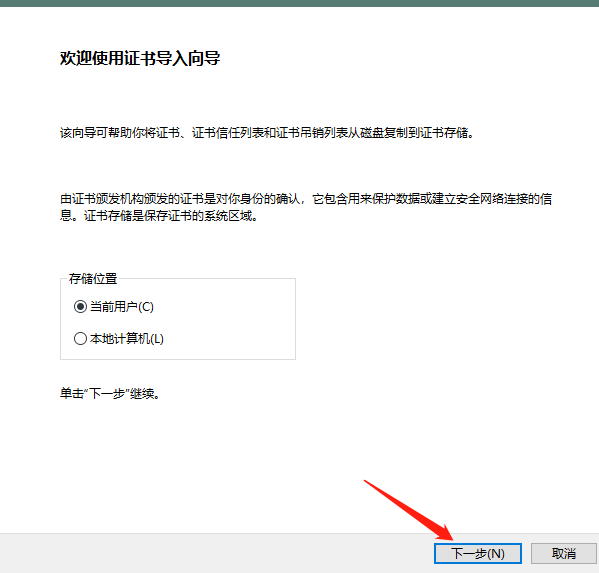 欢迎使用证书导入向导
该向导可帮助你将证书、证书信任列表和证书吊销列表从磁盘复制到证书存储。
由证书颁发机构颁发的证书是对你身份的确认，它包含用来保护数据或建立安全网络连接的信
息。证书存储是保存证书的系统区域。
存储位置
当前用户(C)
本地计算机(L)
单击“下一步”继续。
下一步(N)
取消